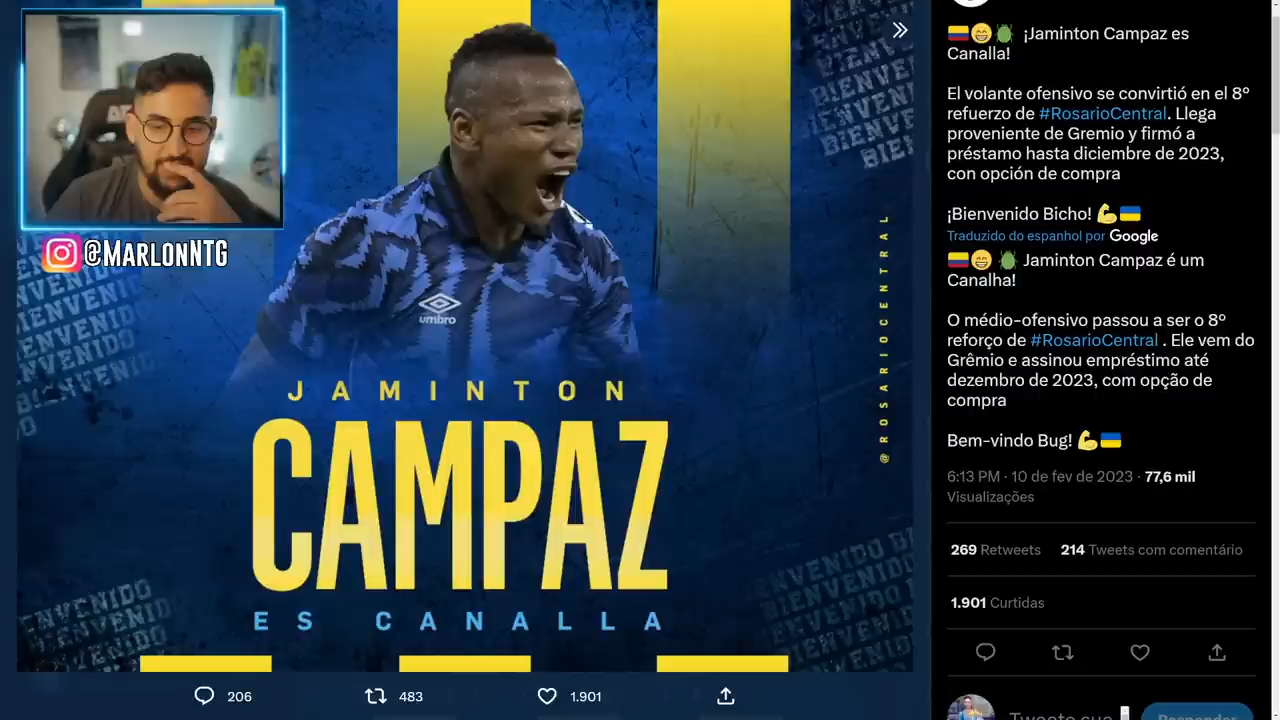 @MARLONNTG
BIENVENIDO
umbro
@ROSARIOCENTRAL
JAMINTON
CAMPAZ
ES CANALLA
206
483
1.901
¡Jaminton Campaz es
Canalla!
El volante ofensivo se convirtió en el 8º
refuerzo de #RosarioCentral. Llega
proveniente de Gremio y firmó a
préstamo hasta diciembre de 2023,
con opción de compra
¡Bienvenido Bicho!
Traduzido do espanhol por Google
Jaminton Campaz é um
Canalha!
O médio-ofensivo passou a ser o 8º
reforço de #RosarioCentral . Ele vem do
Grêmio e assinou empréstimo até
dezembro de 2023, com opção de
compra
Bem-vindo Bug!
6:13 PM · 10 de fev de 2023 · 77,6 mil
Visualizações
269 Retweets 214 Tweets com comentário
1.901 Curtidas
Tweete sua
Responder